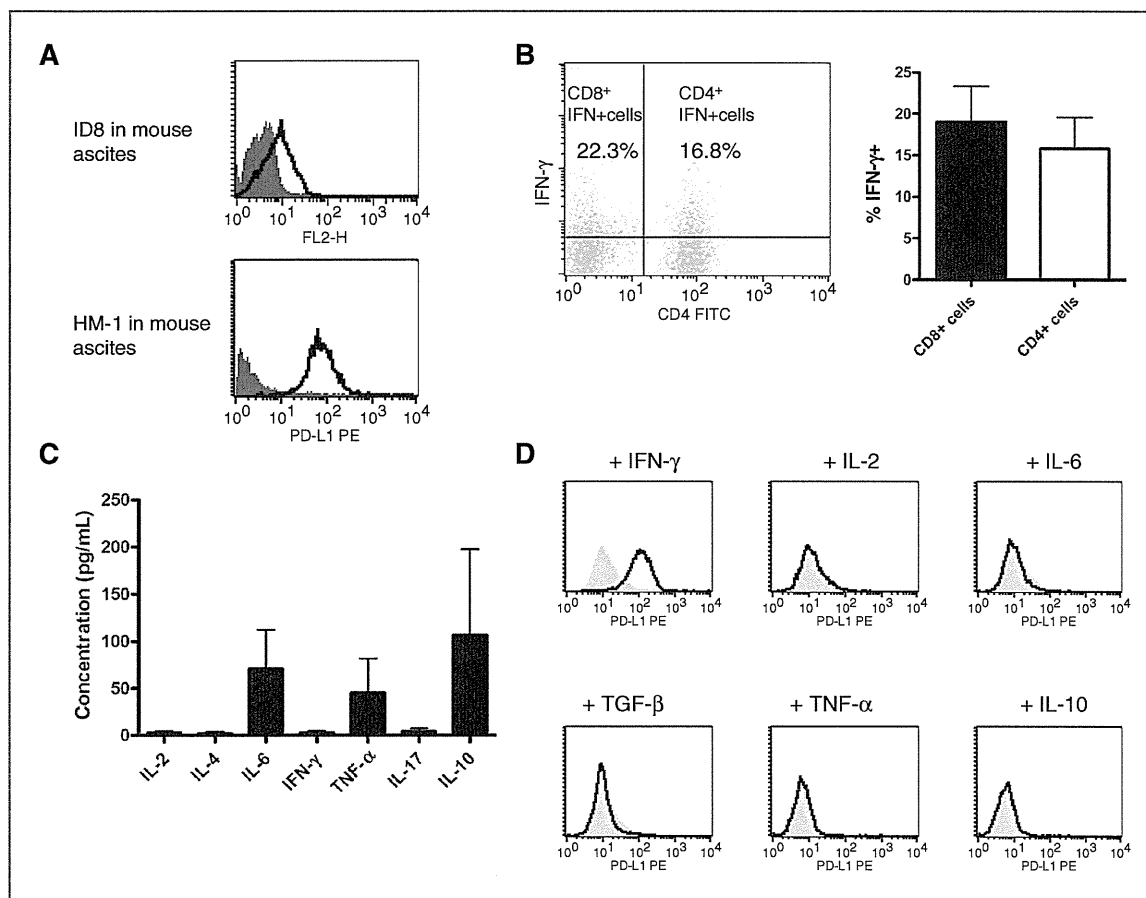 A
ID8 in mouse
ascites
10⁰ 10¹ 10² 10³ 10⁴
FL2-H
HM-1 in mouse
ascites
10⁰ 10¹ 10² 10³ 10⁴
PD-L1 PE
B
CD8⁺
IFN+cells
22.3%
CD4⁺
IFN+cells
16.8%
IFN-γ
10⁰ 10¹ 10² 10³ 10⁴
CD4 FITC
% IFN-γ+
25
20
15
10
5
0
CD8+ cells
CD4+ cells
C
Concentration (pg/mL)
250
200
150
100
50
0
IL-2
IL-4
IL-6
IFN-γ
TNF-α
IL-17
IL-10
D
+ IFN-γ
10⁰ 10¹ 10² 10³ 10⁴
PD-L1 PE
+ IL-2
10⁰ 10¹ 10² 10³ 10⁴
PD-L1 PE
+ IL-6
10⁰ 10¹ 10² 10³ 10⁴
PD-L1 PE
+ TGF-β
10⁰ 10¹ 10² 10³ 10⁴
PD-L1 PE
+ TNF-α
10⁰ 10¹ 10² 10³ 10⁴
PD-L1 PE
+ IL-10
10⁰ 10¹ 10² 10³ 10⁴
PD-L1 PE